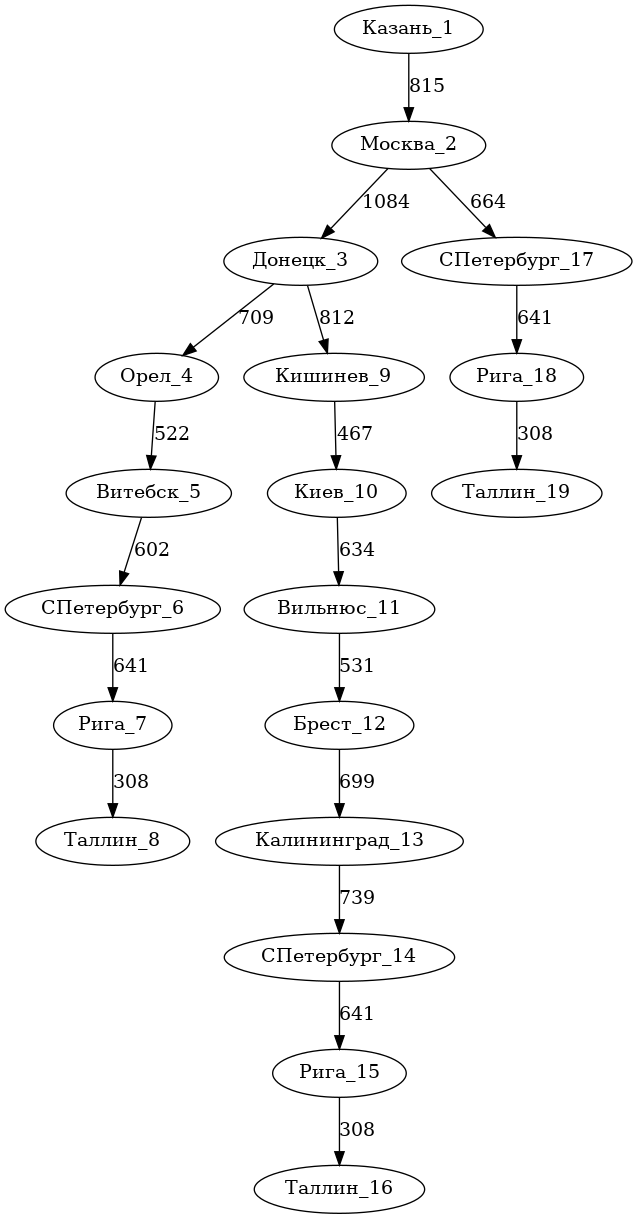 Казань_1
815
Москва_2
1084
664
Донецк_3
СПетербург_17
709
812
641
Орел_4
Кишинев_9
Рига_18
522
467
308
Витебск_5
Киев_10
Таллин_19
602
634
СПетербург_6
Вильнюс_11
641
531
Рига_7
Брест_12
308
699
Таллин_8
Калининград_13
739
СПетербург_14
641
Рига_15
308
Таллин_16